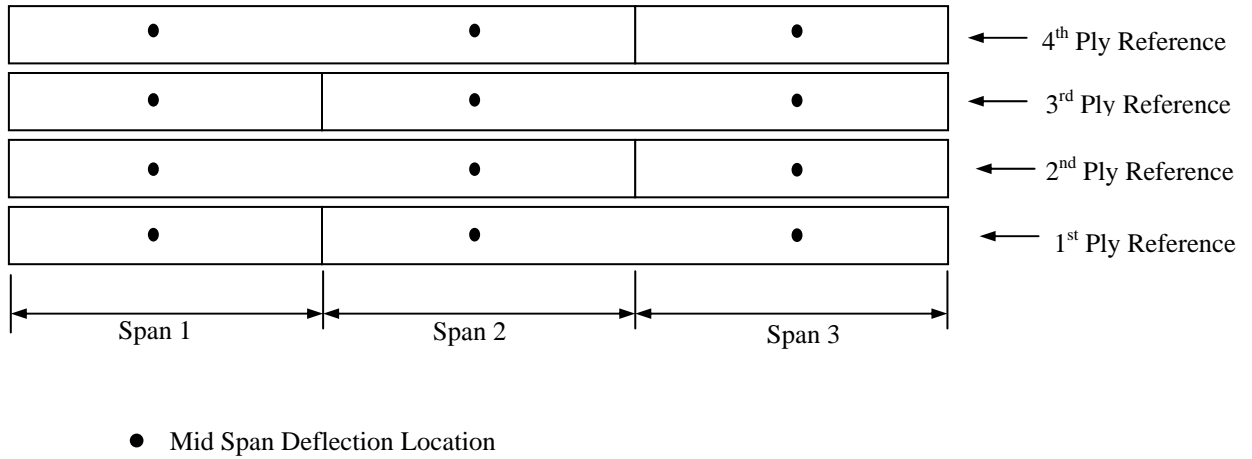 4th Ply Reference
3rd Ply Reference
2nd Ply Reference
1st Ply Reference
Span 1
Span 2
Span 3
Mid Span Deflection Location